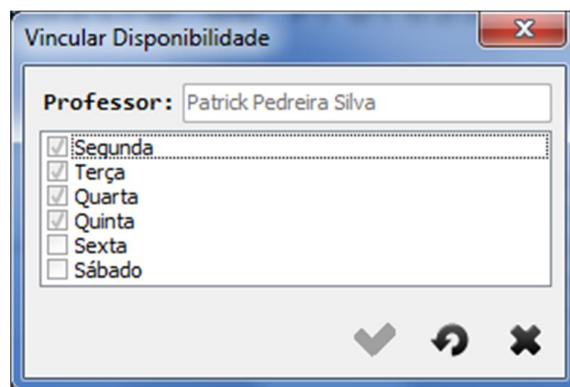 Vincular Disponibilidade
Professor: Patrick Pedreira Silva
Segunda
Terça
Quarta
Quinta
Sexta
Sábado